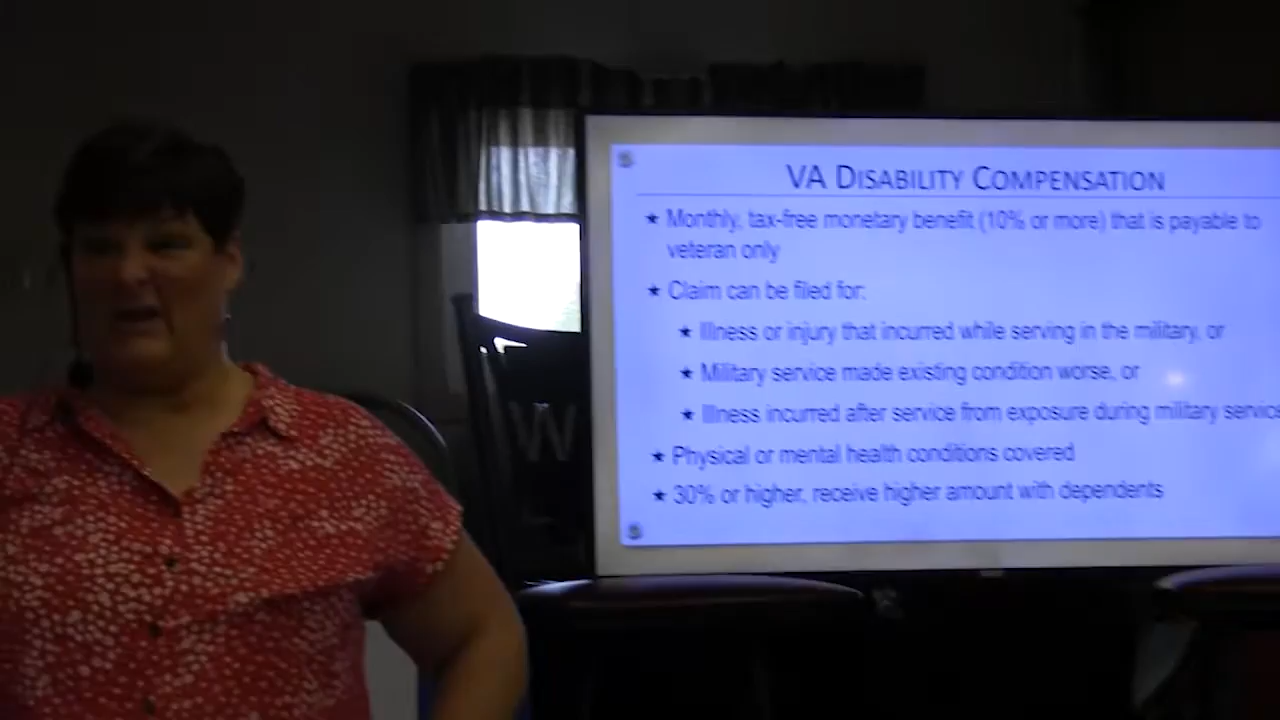 VA DISABILITY COMPENSATION
★ Monthly, tax-free monetary benefit (10% or more) that is payable to
veteran only
★ Claim can be filed for:
★ Illness or injury that incurred while serving in the military, or
★ Military service made existing condition worse, or
★ Illness incurred after service from exposure during military servic
★ Physical or mental health conditions covered
★ 30% or higher, receive higher amount with dependents
W